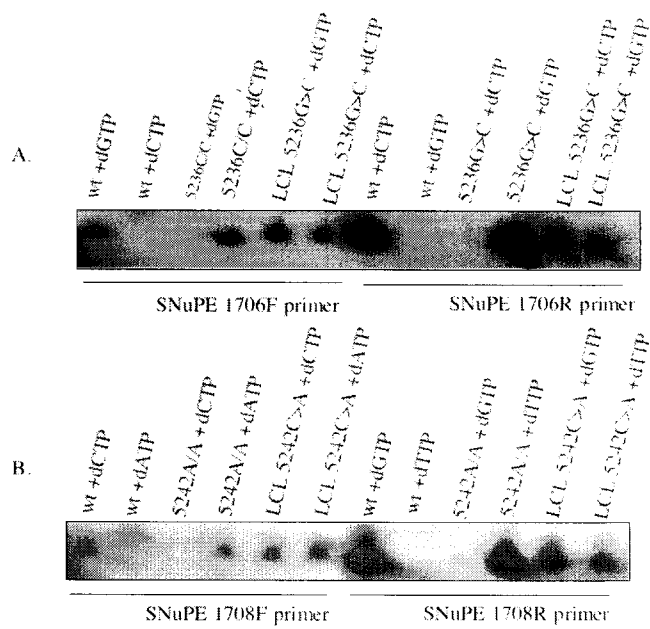 A.
wt +dGTP
wt +dCTP
5236C/C +dGTP
5236C/C +dCTP
LCL 5236G>C +dGTP
LCL 5236G>C +dCTP
wt +dCTP
wt +dGTP
5236G>C +dCTP
5236G>C +dGTP
LCL 5236G>C +dCTP
LCL 5236G>C +dGTP
SNuPE 1706F primer
SNuPE 1706R primer
B.
wt +dCTP
wt +dATP
5242A/A +dCTP
5242A/A +dATP
LCL 5242C>A +dCTP
LCL 5242C>A +dATP
wt +dGTP
wt +dTTP
5242A/A +dGTP
5242A/A +dTTP
LCL 5242C>A +dGTP
LCL 5242C>A +dTTP
SNuPE 1708F primer
SNuPE 1708R primer